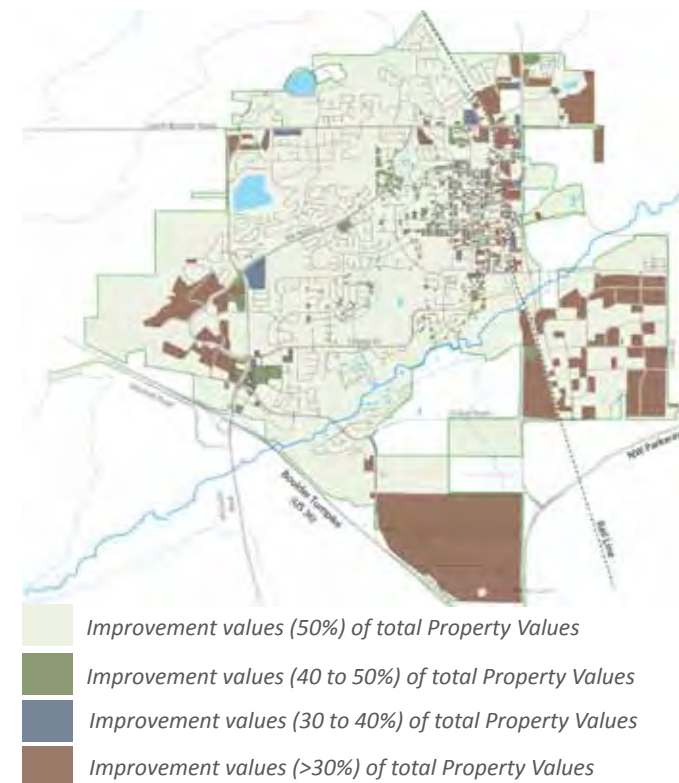 Boulder Turnpike
(US 36)
NW Parkway
Rail Line
Improvement values (50%) of total Property Values
Improvement values (40 to 50%) of total Property Values
Improvement values (30 to 40%) of total Property Values
Improvement values (>30%) of total Property Values